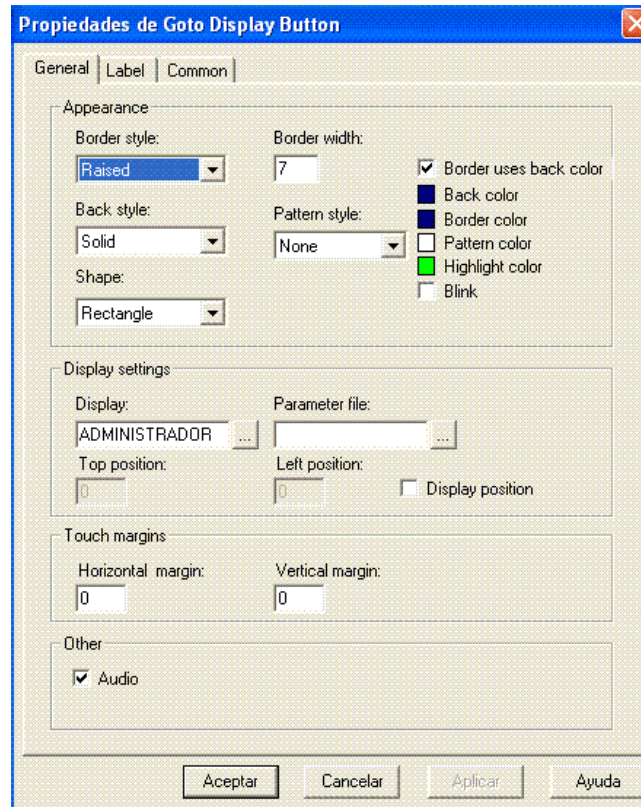 Propiedades de Goto Display Button
General Label Common
Appearance
Border style: Border width:
Raised 7 Border uses back color
Back color
Back style: Pattern style: Border color
Solid None Pattern color
Highlight color
Shape: Blink
Rectangle
Display settings
Display: Parameter file:
ADMINISTRADOR ... ...
Top position: Left position:
0 0 Display position
Touch margins
Horizontal margin: Vertical margin:
0 0
Other
Audio
Aceptar Cancelar Aplicar Ayuda